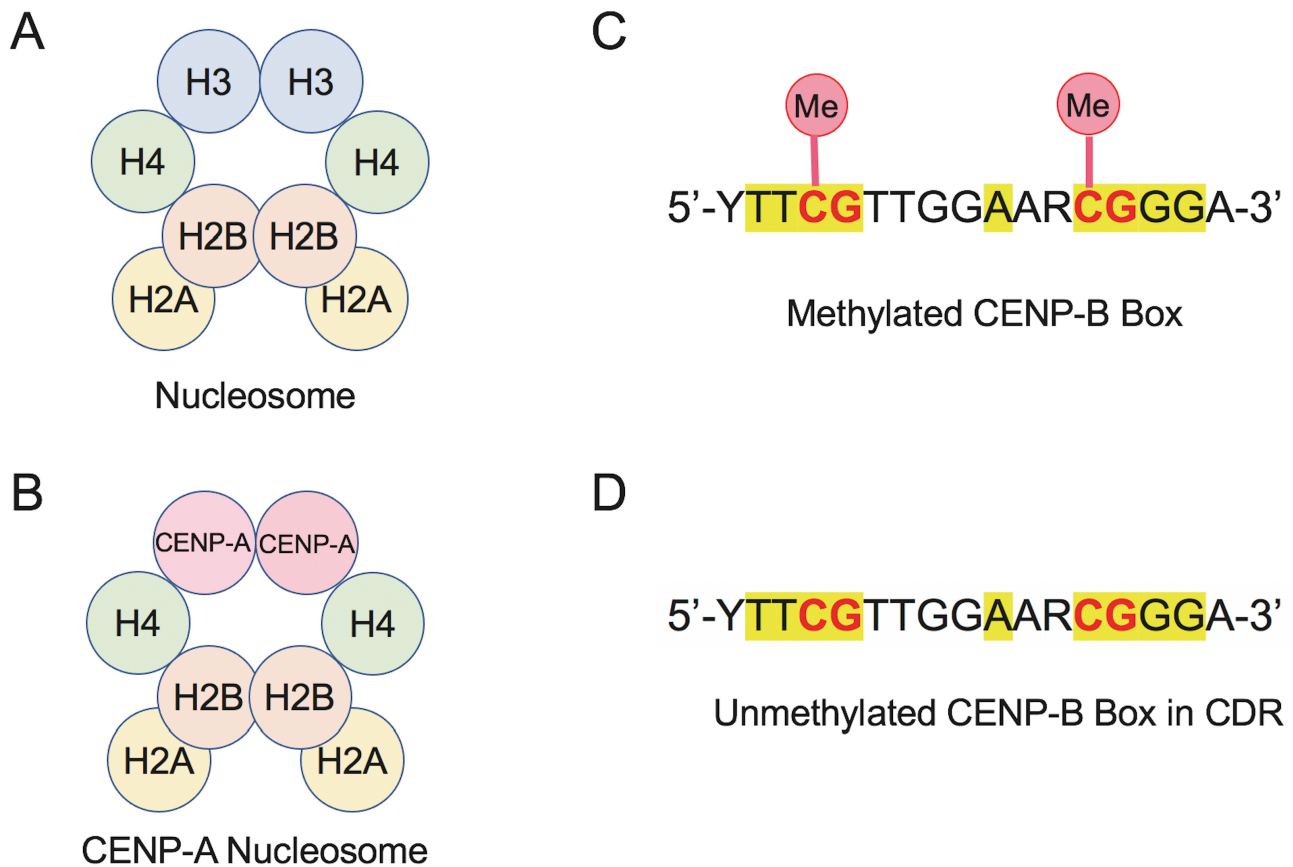 A
H3 H3
H4 H4
H2B H2B
H2A H2A
Nucleosome
B
CENP-A CENP-A
H4 H4
H2B H2B
H2A H2A
CENP-A Nucleosome
C
Me Me
5’-YTTCGTTGGAARCGGGA-3’
Methylated CENP-B Box
D
5’-YTTCGTTGGAARCGGGA-3’
Unmethylated CENP-B Box in CDR